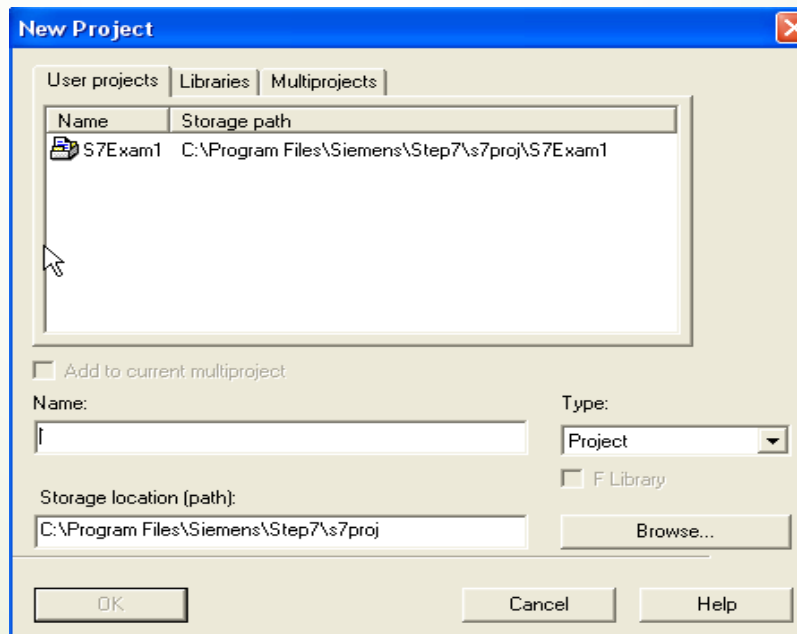 New Project
User projects Libraries Multiprojects
Name Storage path
S7Exam1 C:\Program Files\Siemens\Step7\s7proj\S7Exam1
Add to current multiproject
Name: Type:
Project
F Library
Storage location (path):
C:\Program Files\Siemens\Step7\s7proj Browse...
OK Cancel Help